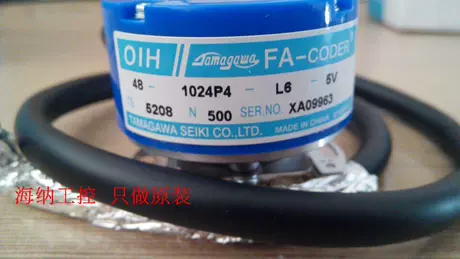 OIH Tamagawa FA-CODER
48 - 1024P4 - L6 - 5V
TS 5208 N 500 SER.NO. XA09963
TAMAGAWA SEIKI CO.,LTD. MADE IN CHINA
海纳工控 只做原装